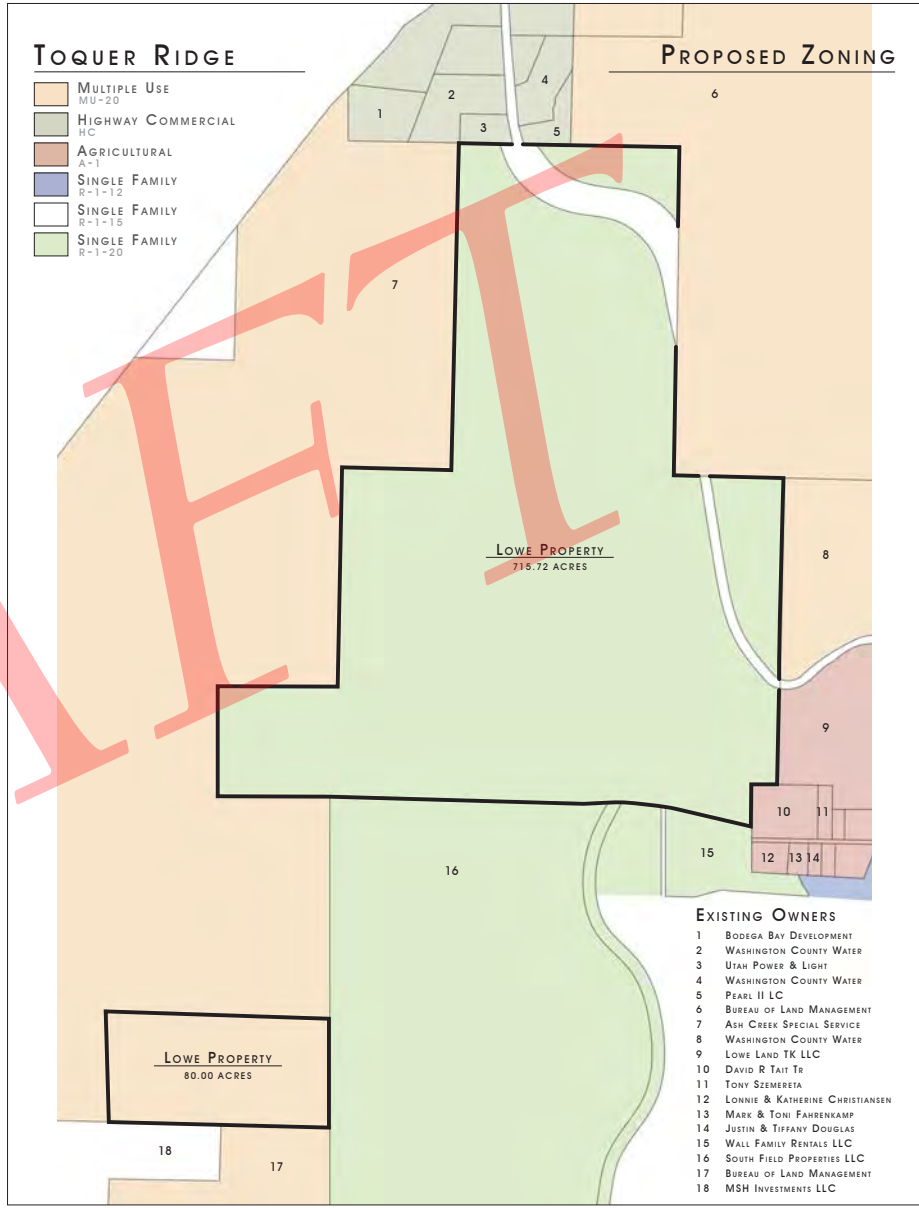 TOQUER RIDGE
PROPOSED ZONING
MULTIPLE USE
MU-20
HIGHWAY COMMERCIAL
HC
AGRICULTURAL
A-1
SINGLE FAMILY
R-1-12
SINGLE FAMILY
R-1-15
SINGLE FAMILY
R-1-20
1
2
3
4
5
6
7
LOWE PROPERTY
715.72 ACRES
8
9
10
11
12
13
14
15
16
LOWE PROPERTY
80.00 ACRES
18
17
AFT
EXISTING OWNERS
1 BODEGA BAY DEVELOPMENT
2 WASHINGTON COUNTY WATER
3 UTAH POWER & LIGHT
4 WASHINGTON COUNTY WATER
5 PEARL II LC
6 BUREAU OF LAND MANAGEMENT
7 ASH CREEK SPECIAL SERVICE
8 WASHINGTON COUNTY WATER
9 LOWE LAND TK LLC
10 DAVID R TAIT TR
11 TONY SZEMERETA
12 LONNIE & KATHERINE CHRISTIANSEN
13 MARK & TONI FAHRENKAMP
14 JUSTIN & TIFFANY DOUGLAS
15 WALL FAMILY RENTALS LLC
16 SOUTH FIELD PROPERTIES LLC
17 BUREAU OF LAND MANAGEMENT
18 MSH INVESTMENTS LLC